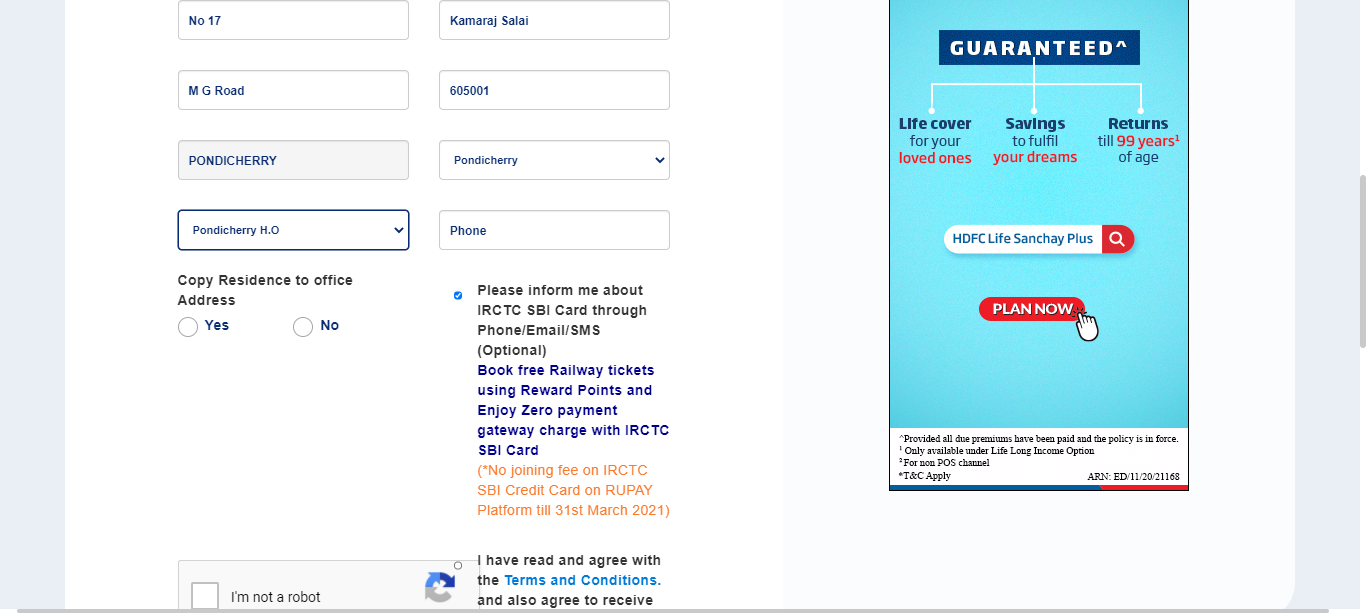 No 17
Kamaraj Salai
M G Road
605001
PONDICHERRY
Pondicherry
Pondicherry H.O
Phone
Copy Residence to office
Address
Yes
No
Please inform me about
IRCTC SBI Card through
Phone/Email/SMS
(Optional)
Book free Railway tickets
using Reward Points and
Enjoy Zero payment
gateway charge with IRCTC
SBI Card
(*No joining fee on IRCTC
SBI Credit Card on RUPAY
Platform till 31st March 2021)
I'm not a robot
I have read and agree with
the Terms and Conditions.
and also agree to receive
GUARANTEED^
Life cover
for your
loved ones
Savings
to fulfil
your dreams
Returns
till 99 years¹
of age
HDFC Life Sanchay Plus
PLAN NOW
^Provided all due premiums have been paid and the policy is in force.
¹ Only available under Life Long Income Option
² For non POS channel
*T&C Apply
ARN: ED/11/20/21168